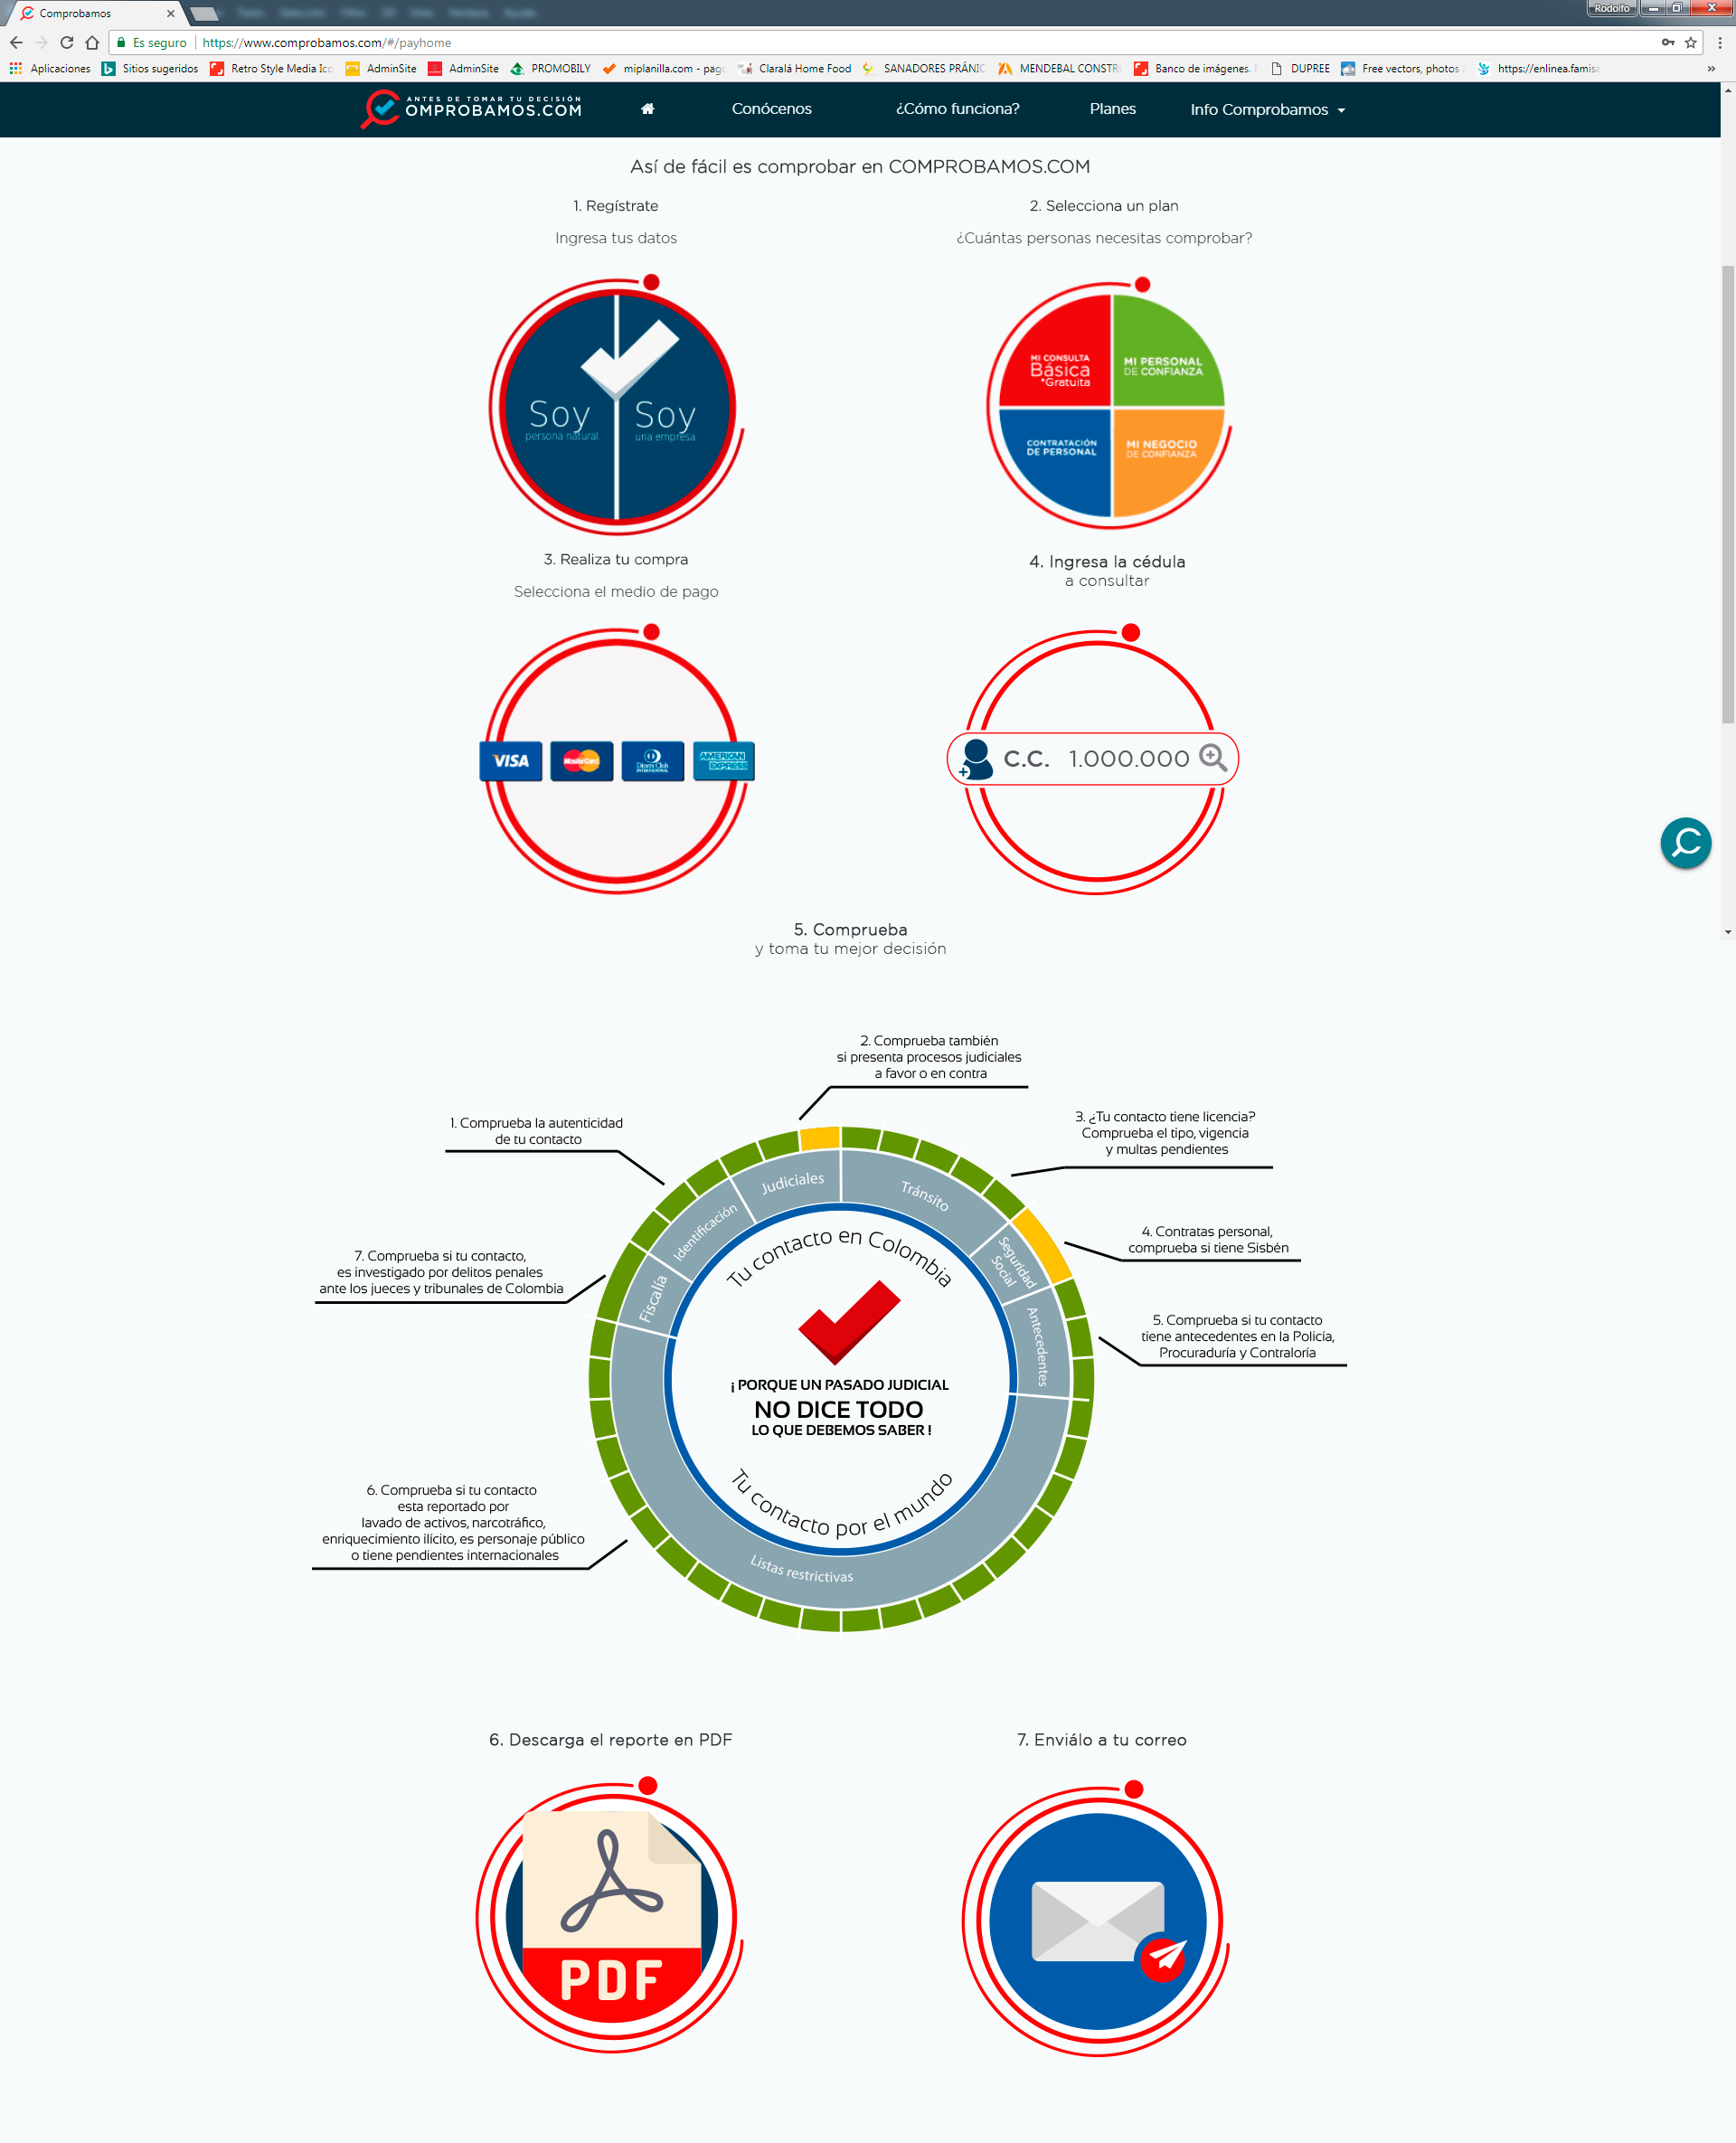 Comprobamos
Rodolfo
Es seguro
https://www.comprobamos.com/#/payhome
Aplicaciones
Sitios sugeridos
Retro Style Media Ico
AdminSite
AdminSite
PROMOBILY
miplanilla.com - pago
Claralá Home Food
SANADORES PRÁNIC
MENDEBAL CONSTRU
Banco de imágenes.
DUPREE
Free vectors, photos
https://enlinea.famisa
»
ANTES DE TOMAR TU DECISIÓN
OMPROBAMOS.COM
Conócenos
¿Cómo funciona?
Planes
Info Comprobamos
Así de fácil es comprobar en COMPROBAMOS.COM
1. Regístrate
Ingresa tus datos
2. Selecciona un plan
¿Cuántas personas necesitas comprobar?
Soy
persona natural
Soy
una empresa.
MI CONSULTA
Básica
*Gratuita
MI PERSONAL
DE CONFIANZA
CONTRATACIÓN
DE PERSONAL
MI NEGOCIO
DE CONFIANZA
3. Realiza tu compra
Selecciona el medio de pago
4. Ingresa la cédula
a consultar
VISA
MasterCard
Diners Club
INTERNATIONAL
AMERICAN
EXPRESS
C.C. 1.000.000
5. Comprueba
y toma tu mejor decisión
2. Comprueba también
si presenta procesos judiciales
a favor o en contra
1. Comprueba la autenticidad
de tu contacto
3. ¿Tu contacto tiene licencia?
Comprueba el tipo, vigencia
y multas pendientes
4. Contratas personal,
comprueba si tiene Sisbén
7. Comprueba si tu contacto,
es investigado por delitos penales
ante los jueces y tribunales de Colombia
5. Comprueba si tu contacto
tiene antecedentes en la Policía,
Procuraduría y Contraloría
6. Comprueba si tu contacto
esta reportado por
lavado de activos, narcotráfico,
enriquecimiento ilícito, es personaje público
o tiene pendientes internacionales
Fiscalía
Identificación
Judiciales
Tránsito
Seguridad
Social
Antecedentes
Listas restrictivas
Tu contacto en Colombia
¡ PORQUE UN PASADO JUDICIAL
NO DICE TODO
LO QUE DEBEMOS SABER !
Tu contacto por el mundo
6. Descarga el reporte en PDF
7. Enviálo a tu correo
PDF